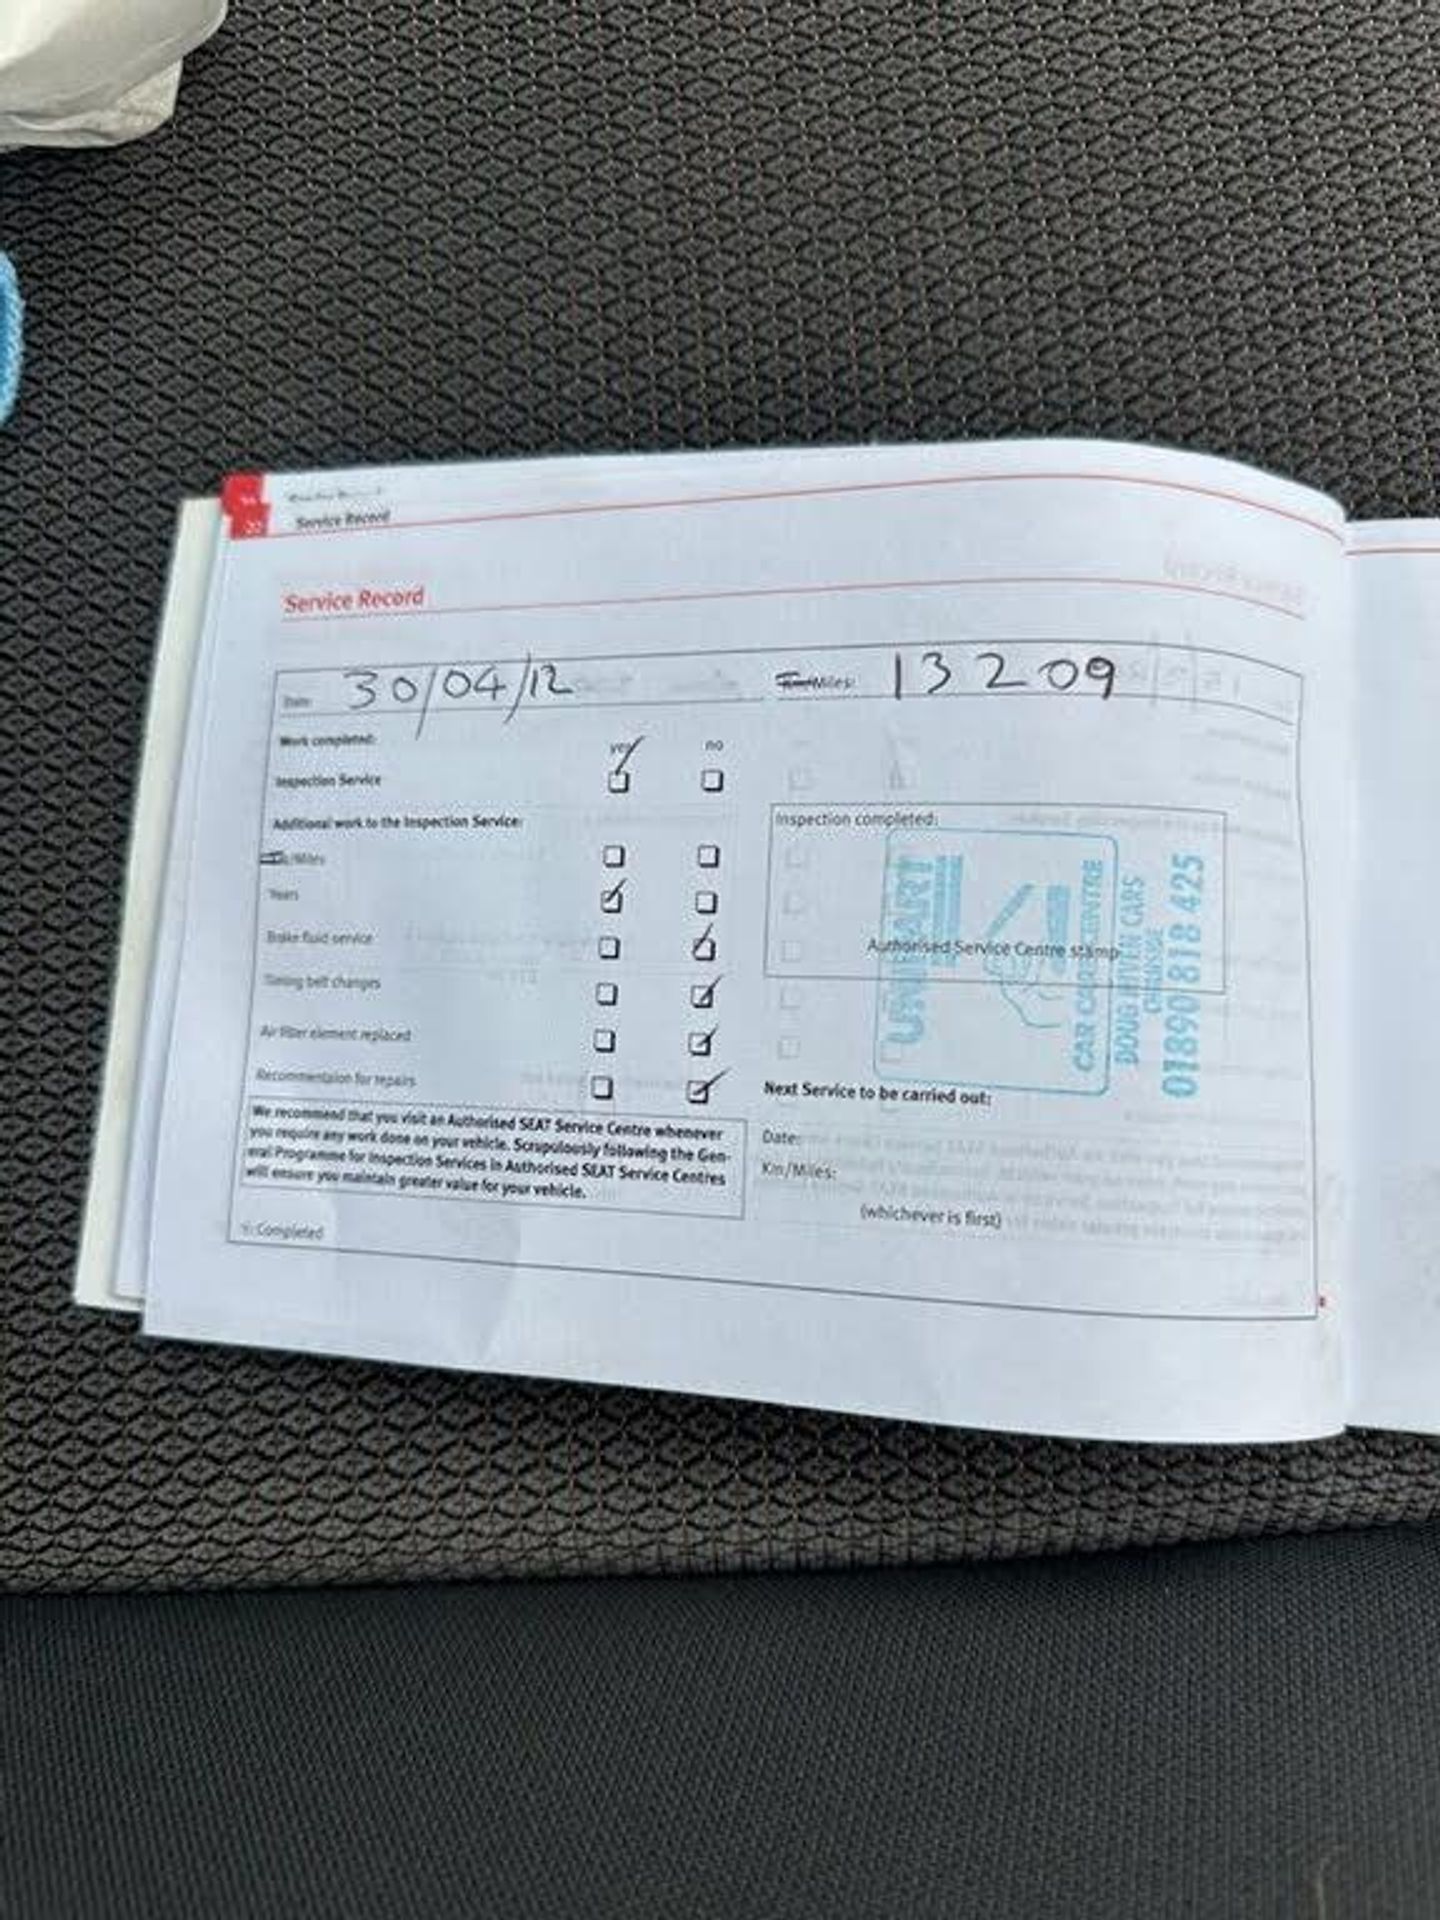 Service Record
Service Record
Date: 30/04/12 Miles: 13209
Work completed:
yes no
Inspection Service
Additional work to the Inspection Service:
/Miles
Years
Brake fluid service
Timing belt changes
Air filter element replaced
Recommentaion for repairs
We recommend that you visit an Authorised SEAT Service Centre whenever
you require any work done on your vehicle. Scrupulously following the Gen-
eral Programme for Inspection Services in Authorised SEAT Service Centres
will ensure you maintain greater value for your vehicle.
Completed
Inspection completed:
Authorised Service Centre stamp
UNIPART
CAR CARE CENTRE
DOUG CARS
01890 818 425
Next Service to be carried out:
Date:
Km/Miles:
(whichever is first)